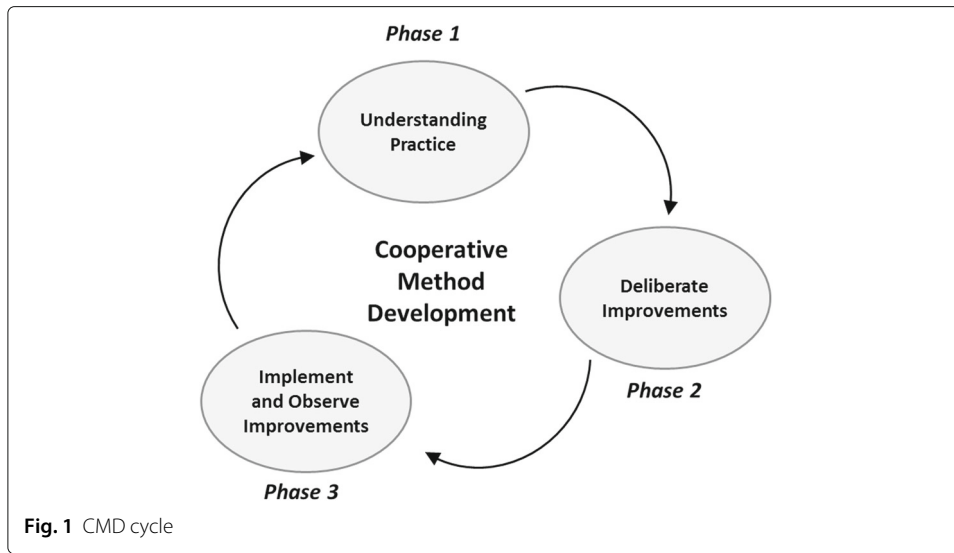 Phase 1
Understanding
Practice
Cooperative
Method
Development
Deliberate
Improvements
Phase 2
Implement
and Observe
Improvements
Phase 3
Fig. 1 CMD cycle